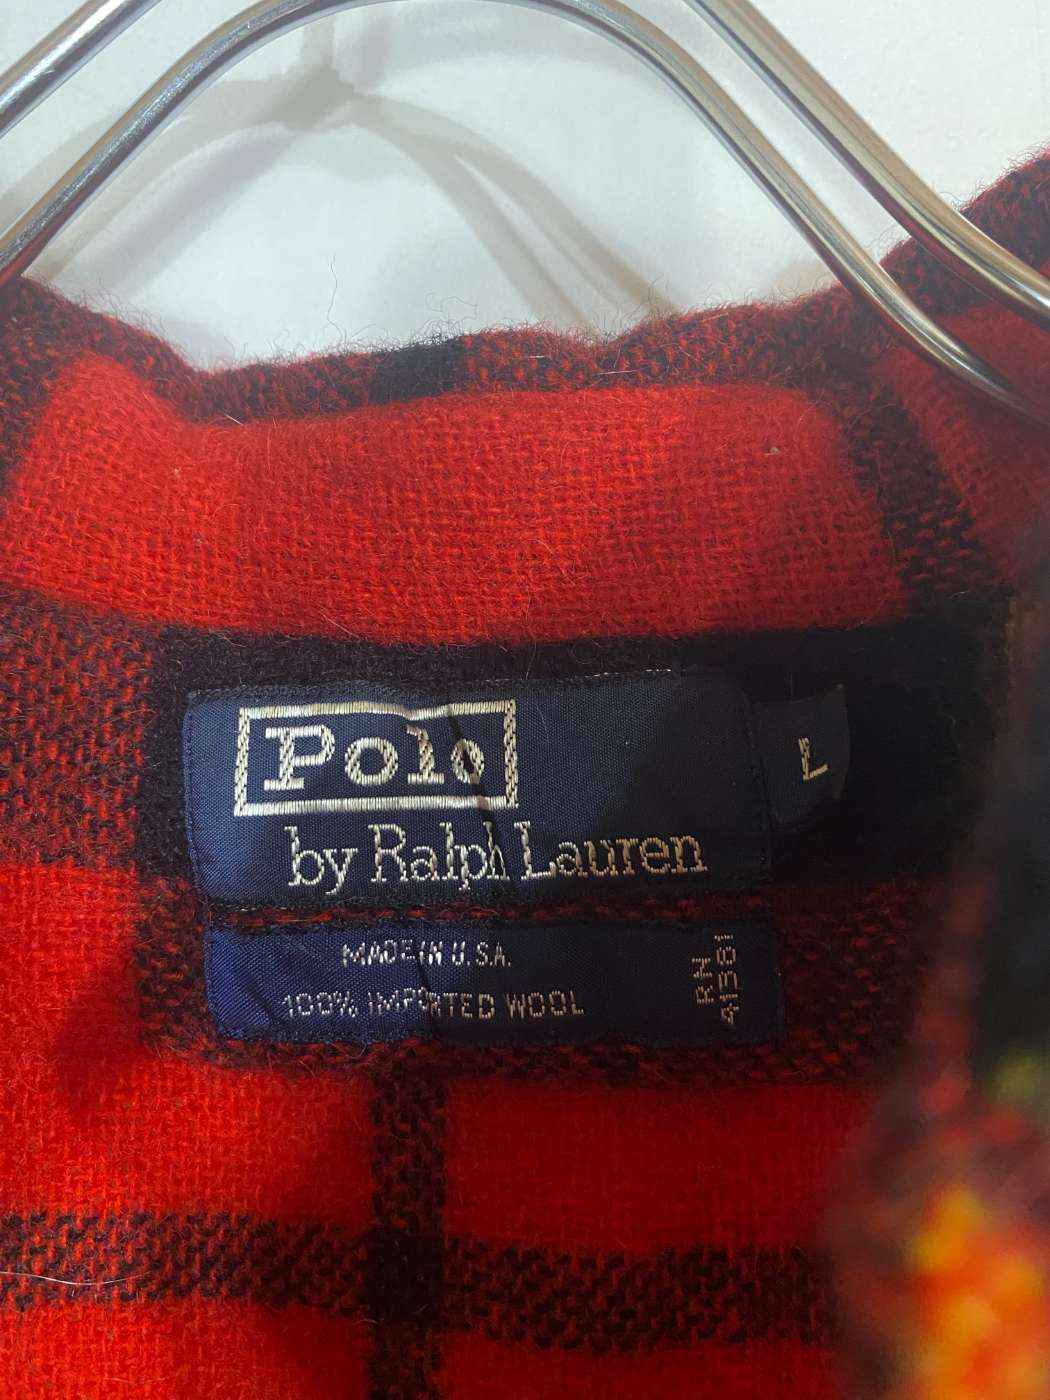 Polo
by Ralph Lauren
L
MADE IN U.S.A.
100% IMPORTED WOOL
RN
41381